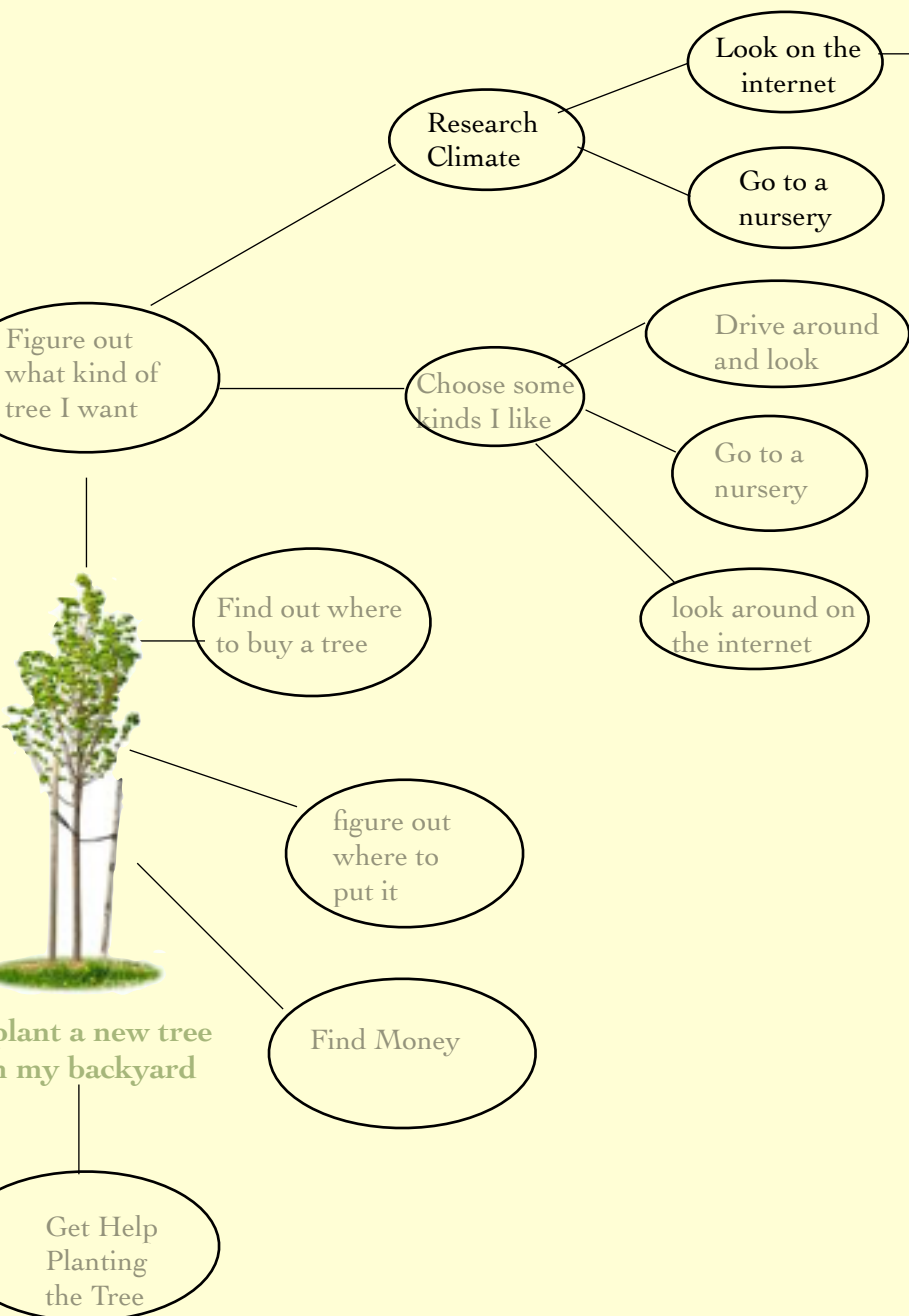 Look on the
internet
Research
Climate
Go to a
nursery
Figure out
what kind of
tree I want
Choose some
kinds I like
Drive around
and look
Go to a
nursery
look around on
the internet
Find out where
to buy a tree
figure out
where to
put it
Find Money
plant a new tree
my backyard
Get Help
Planting
the Tree